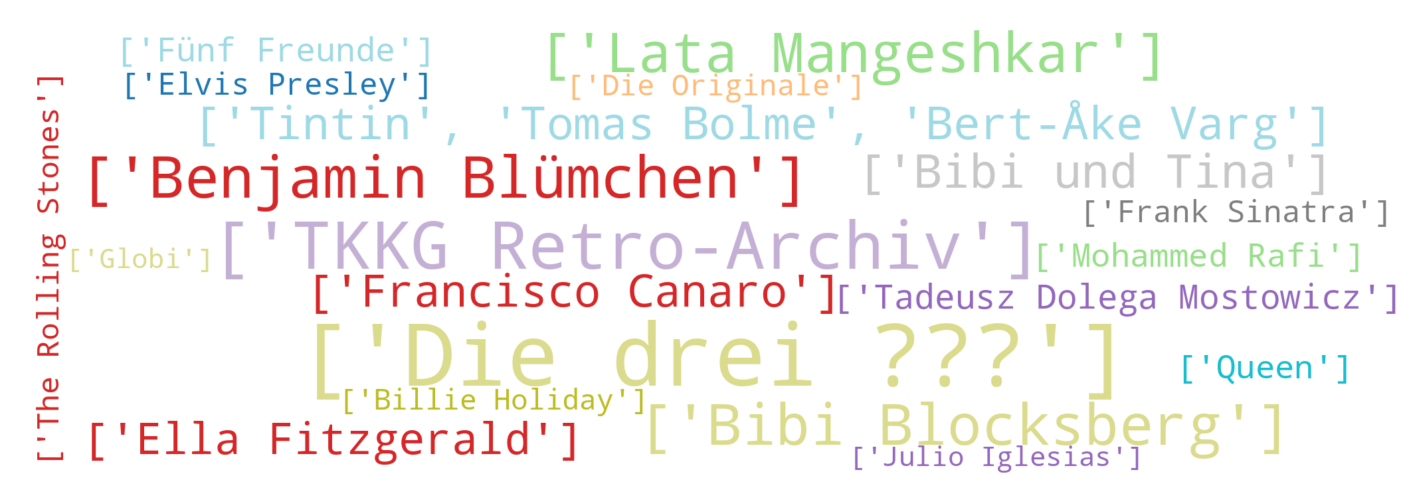 ['Fünf Freunde']
['Lata Mangeshkar']
['Elvis Presley']
['Die Originale']
['The Rolling Stones']
['Tintin', 'Tomas Bolme', 'Bert-Åke Varg']
['Benjamin Blümchen']
['Bibi und Tina']
['Frank Sinatra']
['Globi']
['TKKG Retro-Archiv']
['Mohammed Rafi']
['Francisco Canaro']
['Tadeusz Dolega Mostowicz']
['Die drei ???']
['Queen']
['Billie Holiday']
['Bibi Blocksberg']
['Ella Fitzgerald']
['Julio Iglesias']